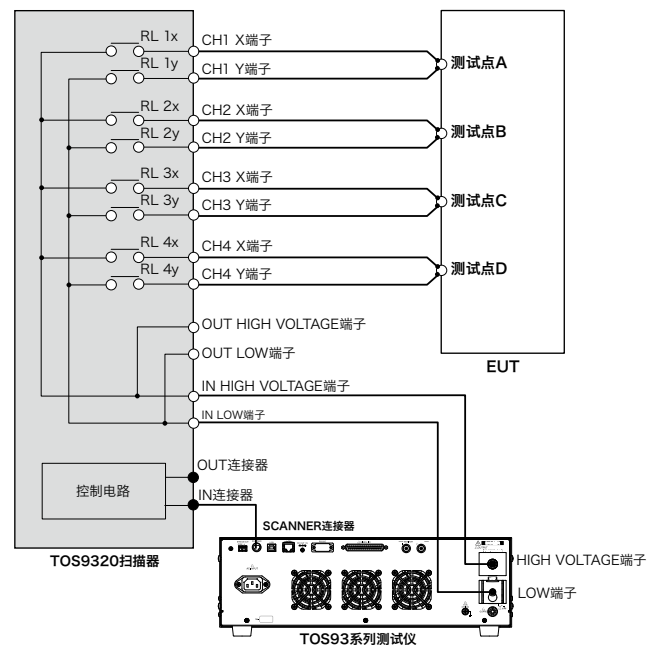 RL 1x
CH1 X端子
RL 1y
CH1 Y端子
测试点A
RL 2x
CH2 X端子
RL 2y
CH2 Y端子
测试点B
RL 3x
CH3 X端子
RL 3y
CH3 Y端子
测试点C
RL 4x
CH4 X端子
RL 4y
CH4 Y端子
测试点D
OUT HIGH VOLTAGE端子
OUT LOW端子
EUT
IN HIGH VOLTAGE端子
IN LOW端子
OUT连接器
控制电路
IN连接器
SCANNER连接器
TOS9320扫描器
HIGH VOLTAGE端子
LOW端子
TOS93系列测试仪